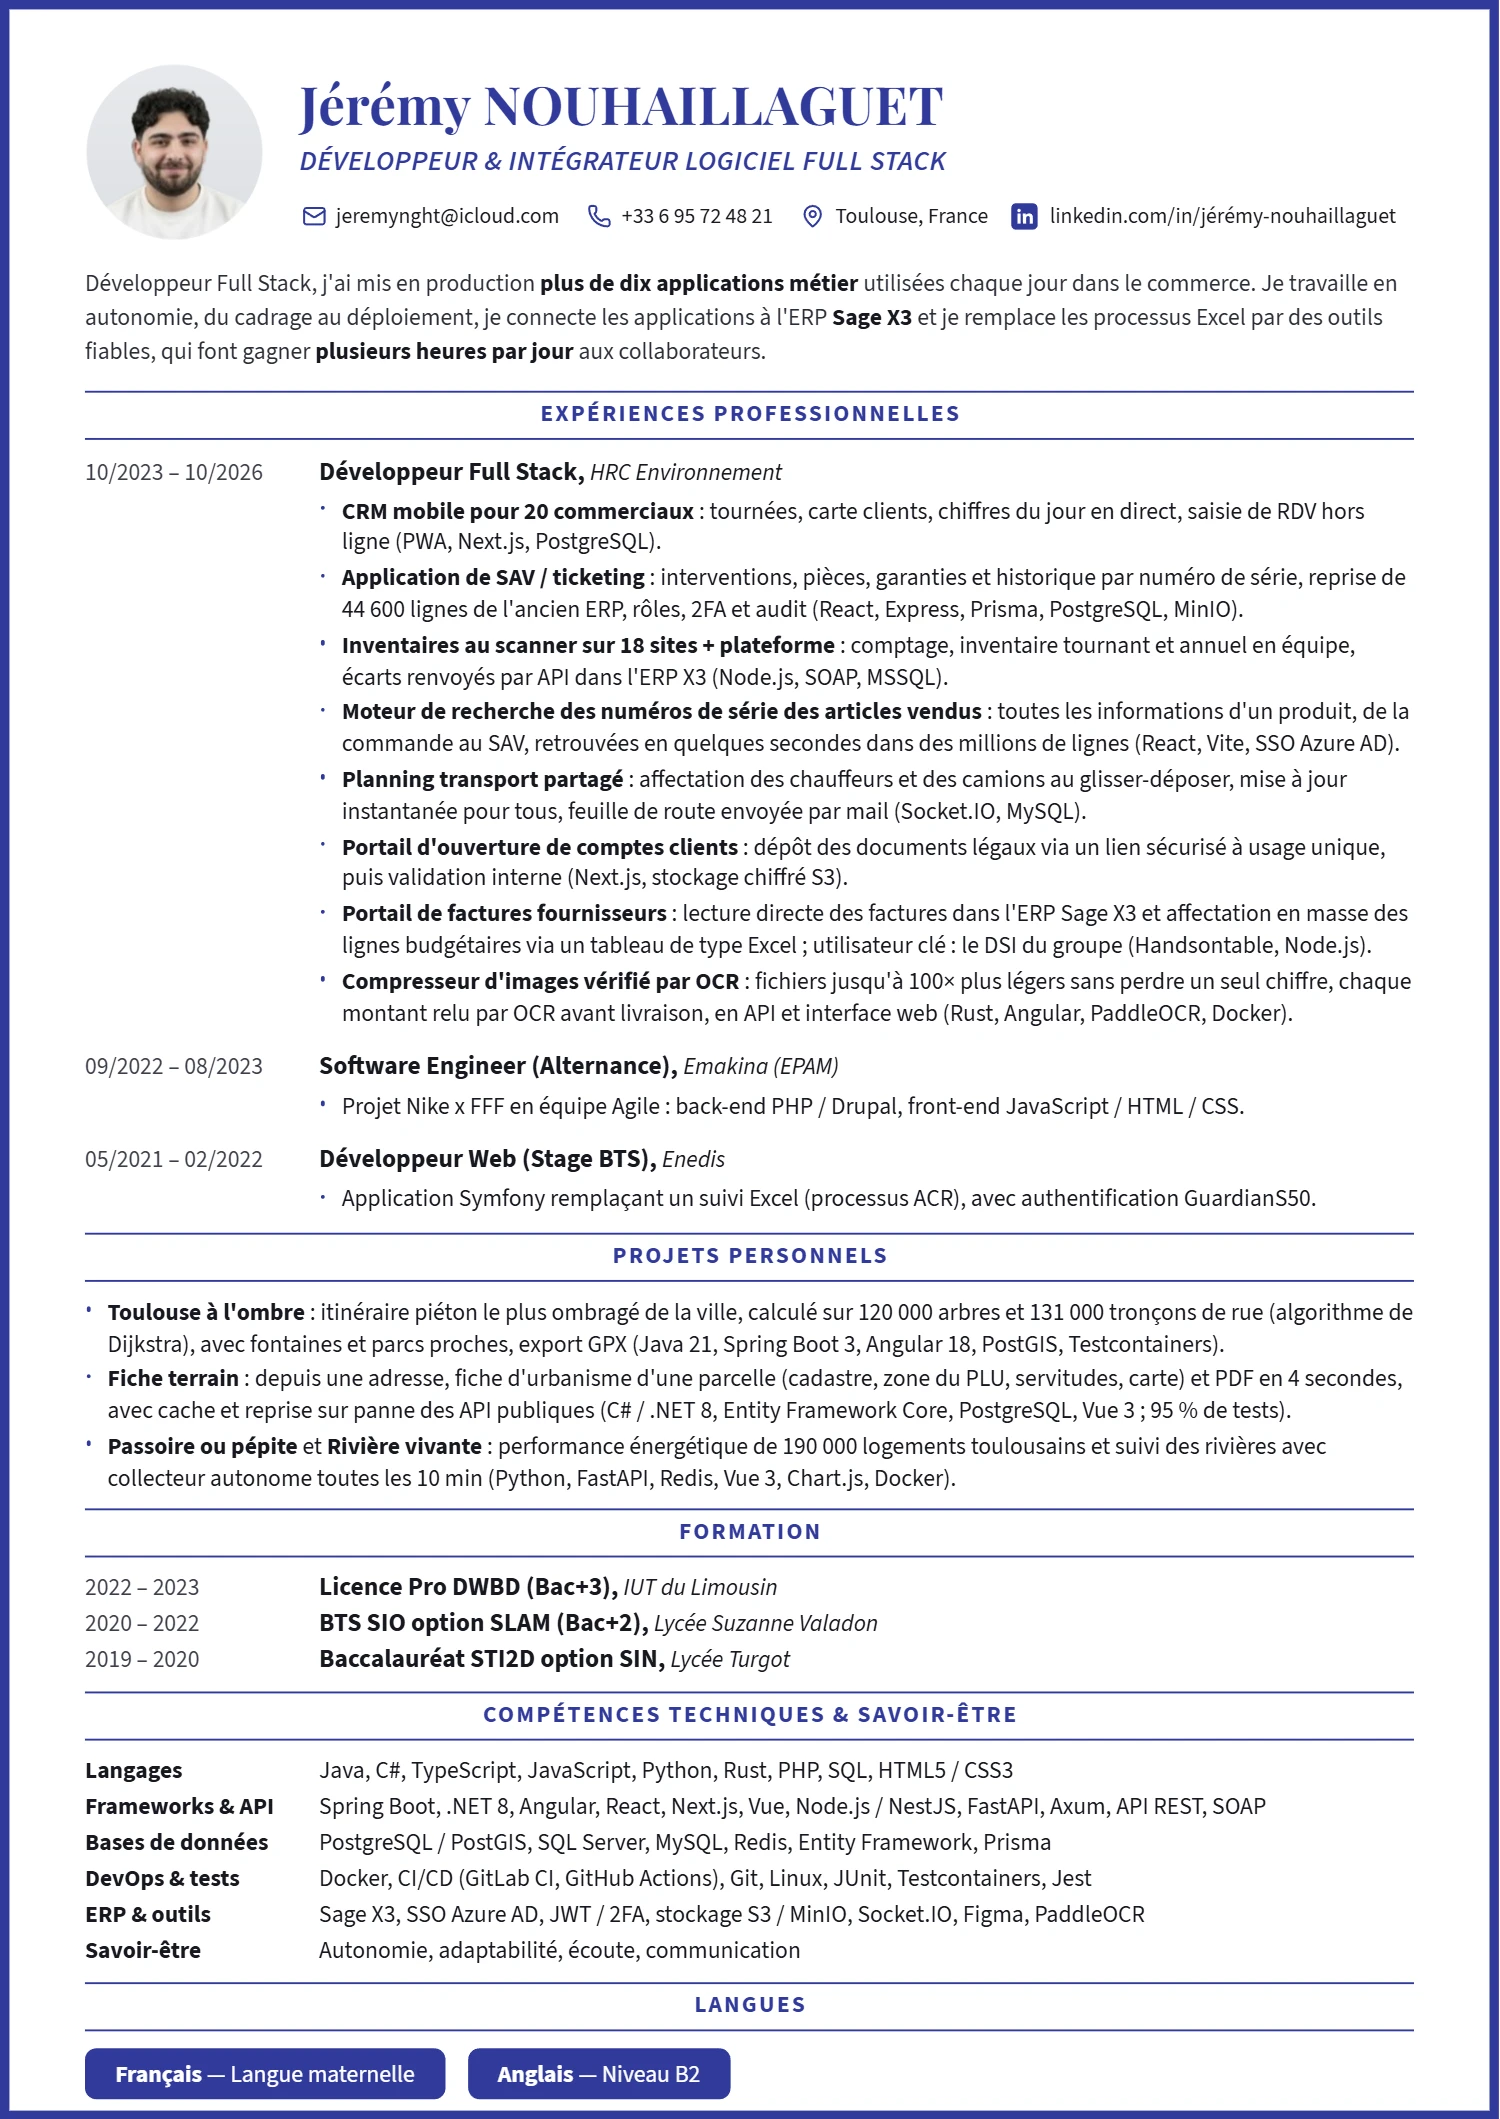 Jérémy NOUHAILLAGUET
DÉVELOPPEUR & INTÉGRATEUR LOGICIEL FULL STACK
jeremynght@icloud.com +33 6 95 72 48 21 Toulouse, France in linkedin.com/in/jérémy-nouhaillaguet
Développeur Full Stack, j'ai mis en production plus de dix applications métier utilisées chaque jour dans le commerce. Je travaille en
autonomie, du cadrage au déploiement, je connecte les applications à l'ERP Sage X3 et je remplace les processus Excel par des outils
fiables, qui font gagner plusieurs heures par jour aux collaborateurs.
EXPÉRIENCES PROFESSIONNELLES
10/2023 – 10/2026 Développeur Full Stack, HRC Environnement
· CRM mobile pour 20 commerciaux : tournées, carte clients, chiffres du jour en direct, saisie de RDV hors
ligne (PWA, Next.js, PostgreSQL).
· Application de SAV / ticketing : interventions, pièces, garanties et historique par numéro de série, reprise de
44 600 lignes de l'ancien ERP, rôles, 2FA et audit (React, Express, Prisma, PostgreSQL, MinIO).
· Inventaires au scanner sur 18 sites + plateforme : comptage, inventaire tournant et annuel en équipe,
écarts renvoyés par API dans l'ERP X3 (Node.js, SOAP, MSSQL).
· Moteur de recherche des numéros de série des articles vendus : toutes les informations d'un produit, de la
commande au SAV, retrouvées en quelques secondes dans des millions de lignes (React, Vite, SSO Azure AD).
· Planning transport partagé : affectation des chauffeurs et des camions au glisser-déposer, mise à jour
instantanée pour tous, feuille de route envoyée par mail (Socket.IO, MySQL).
· Portail d'ouverture de comptes clients : dépôt des documents légaux via un lien sécurisé à usage unique,
puis validation interne (Next.js, stockage chiffré S3).
· Portail de factures fournisseurs : lecture directe des factures dans l'ERP Sage X3 et affectation en masse des
lignes budgétaires via un tableau de type Excel ; utilisateur clé : le DSI du groupe (Handsontable, Node.js).
· Compresseur d'images vérifié par OCR : fichiers jusqu'à 100× plus légers sans perdre un seul chiffre, chaque
montant relu par OCR avant livraison, en API et interface web (Rust, Angular, PaddleOCR, Docker).
09/2022 – 08/2023 Software Engineer (Alternance), Emakina (EPAM)
· Projet Nike x FFF en équipe Agile : back-end PHP / Drupal, front-end JavaScript / HTML / CSS.
05/2021 – 02/2022 Développeur Web (Stage BTS), Enedis
· Application Symfony remplaçant un suivi Excel (processus ACR), avec authentification GuardianS50.
PROJETS PERSONNELS
· Toulouse à l'ombre : itinéraire piéton le plus ombragé de la ville, calculé sur 120 000 arbres et 131 000 tronçons de rue (algorithme de
Dijkstra), avec fontaines et parcs proches, export GPX (Java 21, Spring Boot 3, Angular 18, PostGIS, Testcontainers).
· Fiche terrain : depuis une adresse, fiche d'urbanisme d'une parcelle (cadastre, zone du PLU, servitudes, carte) et PDF en 4 secondes,
avec cache et reprise sur panne des API publiques (C# / .NET 8, Entity Framework Core, PostgreSQL, Vue 3 ; 95 % de tests).
· Passoire ou pépite et Rivière vivante : performance énergétique de 190 000 logements toulousains et suivi des rivières avec
collecteur autonome toutes les 10 min (Python, FastAPI, Redis, Vue 3, Chart.js, Docker).
FORMATION
2022 – 2023 Licence Pro DWBD (Bac+3), IUT du Limousin
2020 – 2022 BTS SIO option SLAM (Bac+2), Lycée Suzanne Valadon
2019 – 2020 Baccalauréat STI2D option SIN, Lycée Turgot
COMPÉTENCES TECHNIQUES & SAVOIR-ÊTRE
Langages Java, C#, TypeScript, JavaScript, Python, Rust, PHP, SQL, HTML5 / CSS3
Frameworks & API Spring Boot, .NET 8, Angular, React, Next.js, Vue, Node.js / NestJS, FastAPI, Axum, API REST, SOAP
Bases de données PostgreSQL / PostGIS, SQL Server, MySQL, Redis, Entity Framework, Prisma
DevOps & tests Docker, CI/CD (GitLab CI, GitHub Actions), Git, Linux, JUnit, Testcontainers, Jest
ERP & outils Sage X3, SSO Azure AD, JWT / 2FA, stockage S3 / MinIO, Socket.IO, Figma, PaddleOCR
Savoir-être Autonomie, adaptabilité, écoute, communication
LANGUES
Français — Langue maternelle Anglais — Niveau B2